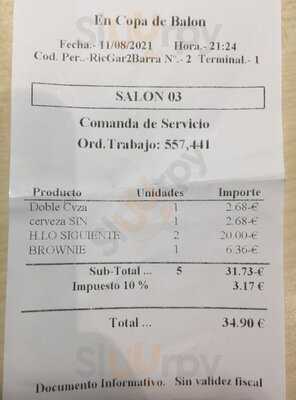 En Copa de Balon
Fecha.- 11/08/2021 Hora.- 21:24
Cod. Per..-RicGar2Barra Nº.- 2 Terminal.- 1
SALON 03
Comanda de Servicio
Ord.Trabajo: 557,441
Producto Unidades Importe
Doble Cvza 1 2.68-€
cerveza SIN 1 2.68-€
H.LO SIGUIENTE 2 20.00-€
BROWNIE 1 6.36-€
Sub-Total ... 5 31.73-€
Impuesto 10 % 3.17 €
Total ... 34.90 €
Documento Informativo. Sin validez fiscal